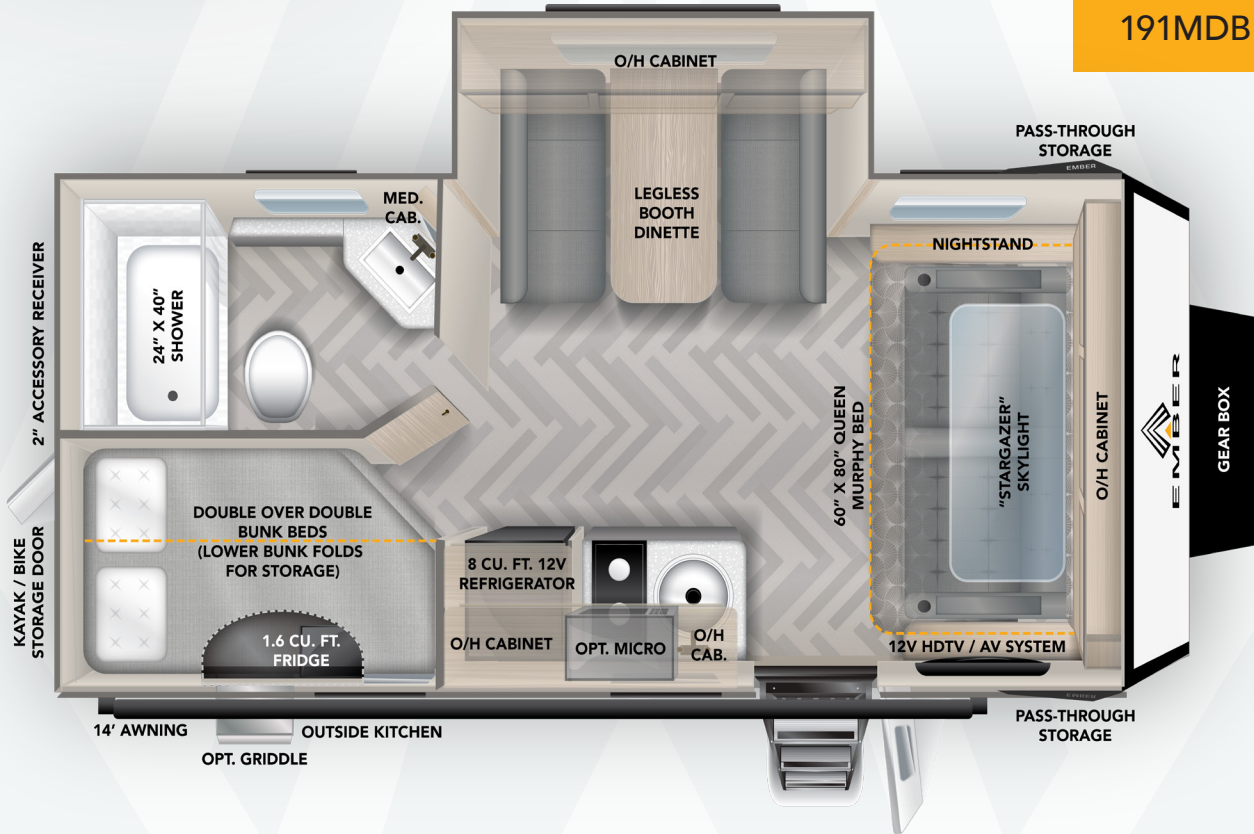 191MDB
O/H CABINET
PASS-THROUGH
STORAGE
EMBER
MED.
CAB.
LEGLESS
BOOTH
DINETTE
NIGHTSTAND
2” ACCESSORY RECEIVER
24” X 40”
SHOWER
60” X 80” QUEEN
MURPHY BED
“STARGAZER”
SKYLIGHT
O/H CABINET
EMBER
GEAR BOX
KAYAK / BIKE
STORAGE DOOR
DOUBLE OVER DOUBLE
BUNK BEDS
(LOWER BUNK FOLDS
FOR STORAGE)
8 CU. FT. 12V
REFRIGERATOR
1.6 CU. FT.
FRIDGE
O/H CABINET
OPT. MICRO
O/H
CAB.
12V HDTV / AV SYSTEM
EMBER
PASS-THROUGH
STORAGE
14’ AWNING
OUTSIDE KITCHEN
OPT. GRIDDLE